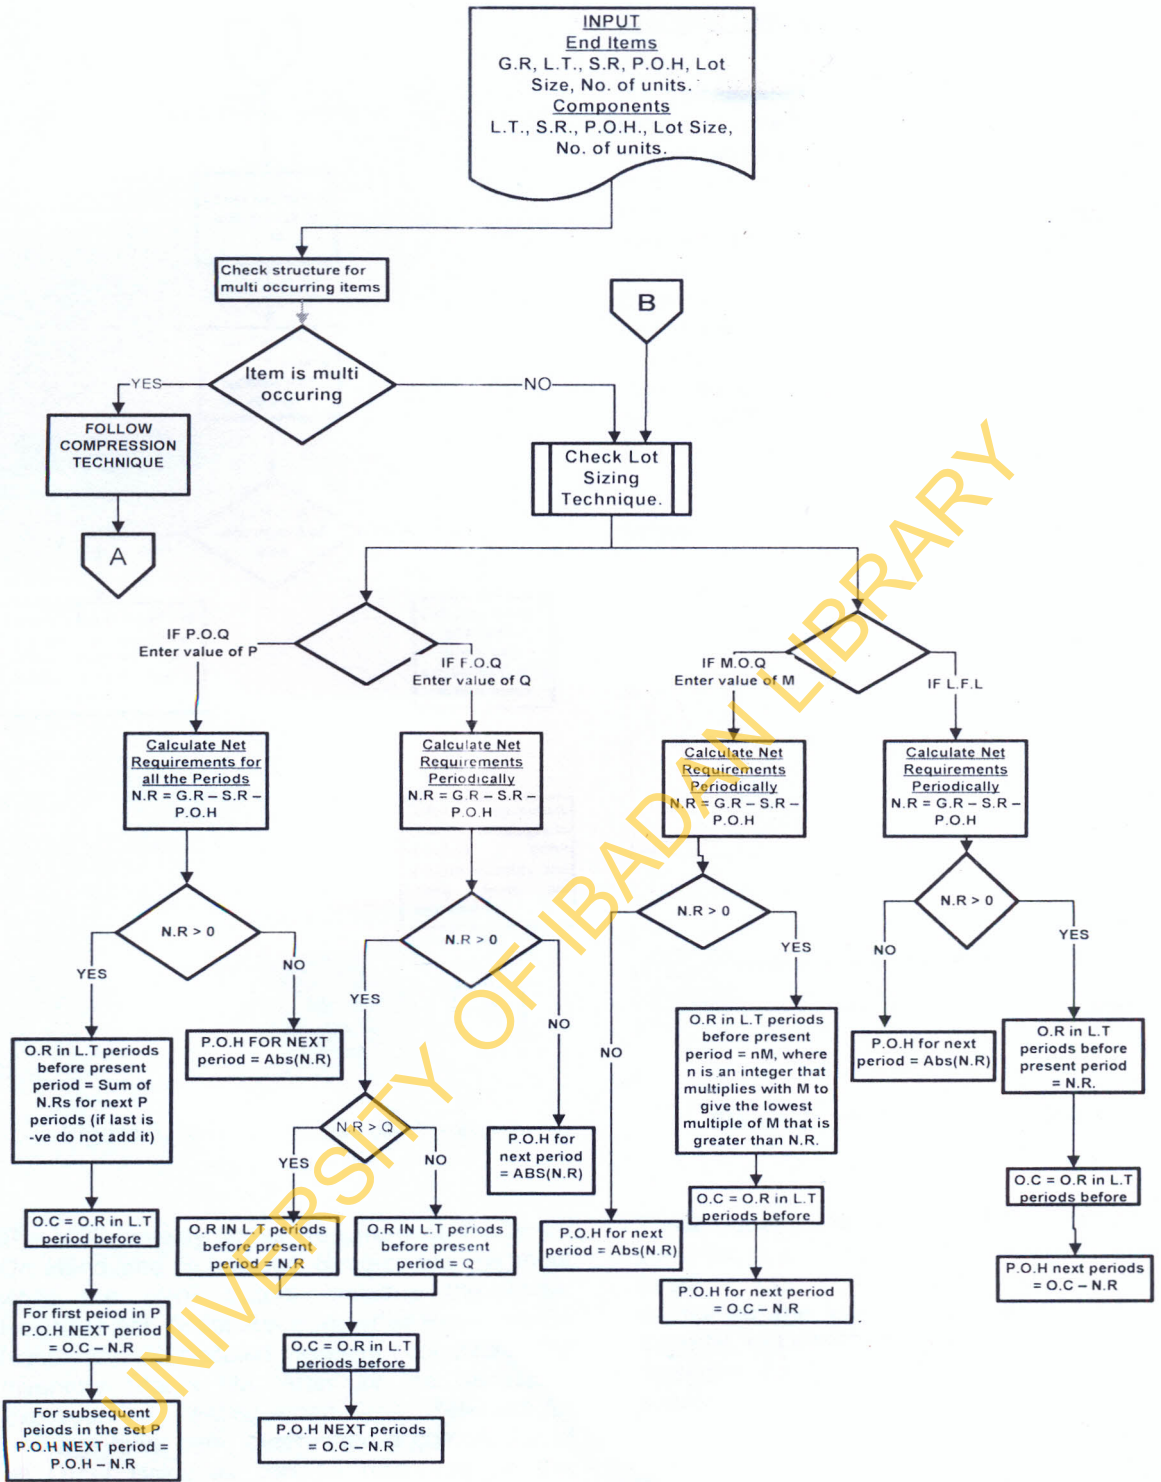 INPUT
End Items
G.R, L.T., S.R, P.O.H, Lot
Size, No. of units.
Components
L.T., S.R., P.O.H., Lot Size,
No. of units.
Check structure for
multi occurring items
B
Item is multi
occuring
YES
NO
FOLLOW
COMPRESSION
TECHNIQUE
Check Lot
Sizing
Technique.
A
IF P.O.Q
Enter value of P
IF F.O.Q
Enter value of Q
IF M.O.Q
Enter value of M
IF L.F.L
Calculate Net
Requirements for
all the Periods
N.R = G.R – S.R –
P.O.H
Calculate Net
Requirements
Periodically
N.R = G.R – S.R –
P.O.H
Calculate Net
Requirements
Periodically
N.R = G.R – S.R –
P.O.H
Calculate Net
Requirements
Periodically
N.R = G.R – S.R –
P.O.H
N.R > 0
N.R > 0
N.R > 0
N.R > 0
YES
NO
YES
NO
NO
YES
NO
YES
O.R in L.T periods
before present
period = Sum of
N.Rs for next P
periods (if last is
-ve do not add it)
P.O.H FOR NEXT
period = Abs(N.R)
N.R > Q
YES
NO
P.O.H for
next period
= ABS(N.R)
O.R in L.T periods
before present
period = nM, where
n is an integer that
multiplies with M to
give the lowest
multiple of M that is
greater than N.R.
P.O.H for next
period = Abs(N.R)
O.R in L.T
periods before
present period
= N.R.
O.C = O.R in L.T
period before
O.R IN L.T periods
before present
period = N.R
O.R IN L.T periods
before present
period = Q
P.O.H for next
period = Abs(N.R)
O.C = O.R in L.T
periods before
O.C = O.R in L.T
periods before
For first peiod in P
P.O.H NEXT period
= O.C – N.R
O.C = O.R in L.T
periods before
P.O.H for next period
= O.C – N.R
P.O.H next periods
= O.C – N.R
For subsequent
peiods in the set P
P.O.H NEXT period =
P.O.H – N.R
P.O.H NEXT periods
= O.C – N.R
UNIVERSITY OF IBADAN LIBRARY